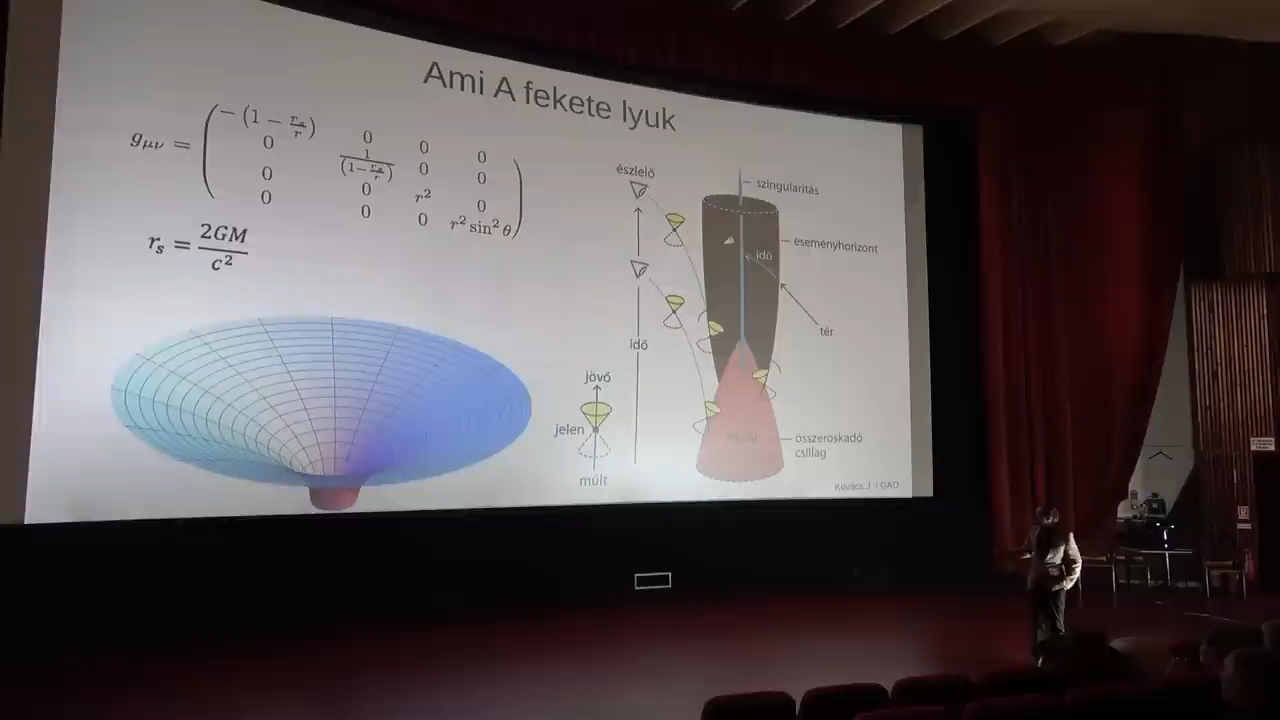 Ami A fekete lyuk
g_{μν} = ( −(1 − r_s/r) 0 0 0
0 1/(1−r_s/r) 0 0
0 0 r² 0
0 0 0 r² sin² θ )
r_s = 2GM/c²
észlelő
szingularitás
eseményhorizont
idő
tér
Idő
jövő
jelen
múlt
összeroskadó
csillag
Kovács J. / GAO